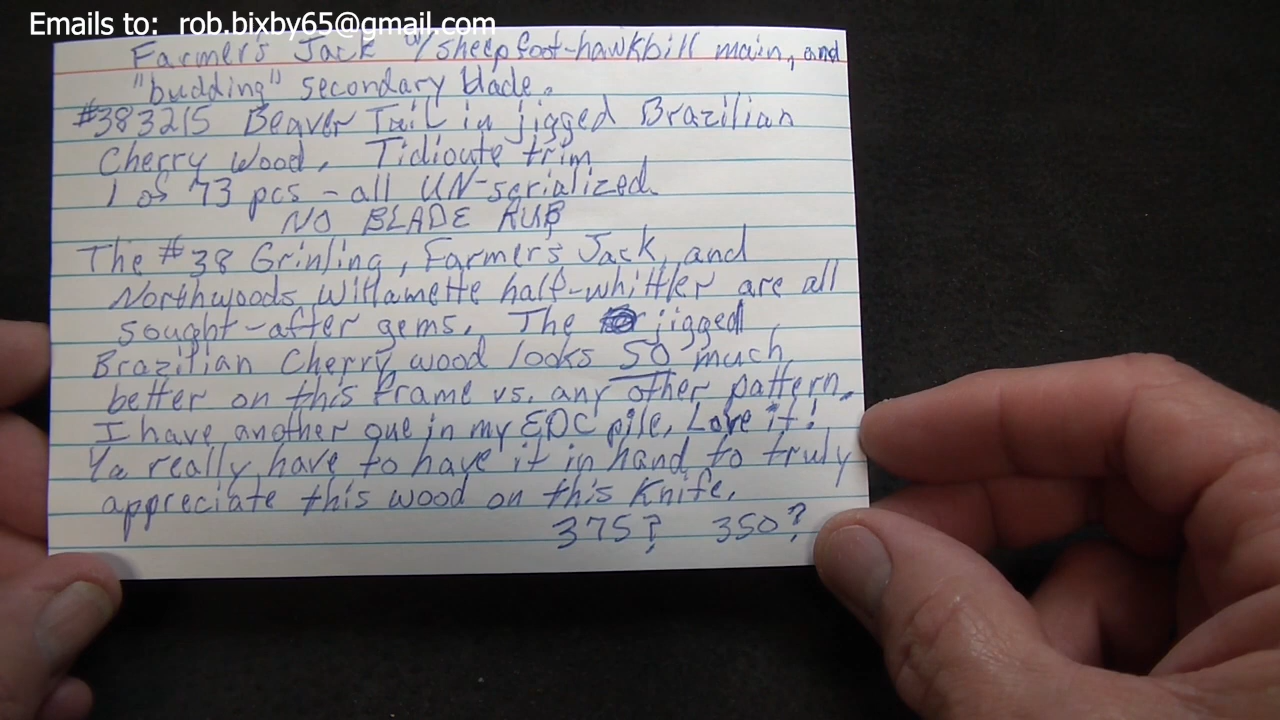 Emails to:  rob.bixby65@gmail.com
Farmer's Jack w/ sheepfoot-hawkbill main, and
"budding" secondary blade.
#383215 Beaver Tail in jigged Brazilian
Cherry Wood, Tidioute trim
1 of 73 pcs - all UN-serialized.
NO BLADE RUB
The #38 Grinling, Farmer's Jack, and
Northwoods Willamette half-whittler are all
sought-after gems. The jigged
Brazilian Cherry wood looks SO much
better on this frame vs. any other pattern.
I have another one in my EDC pile, Love it!
Ya really have to have it in hand to truly
appreciate this wood on this knife.
375? 350?